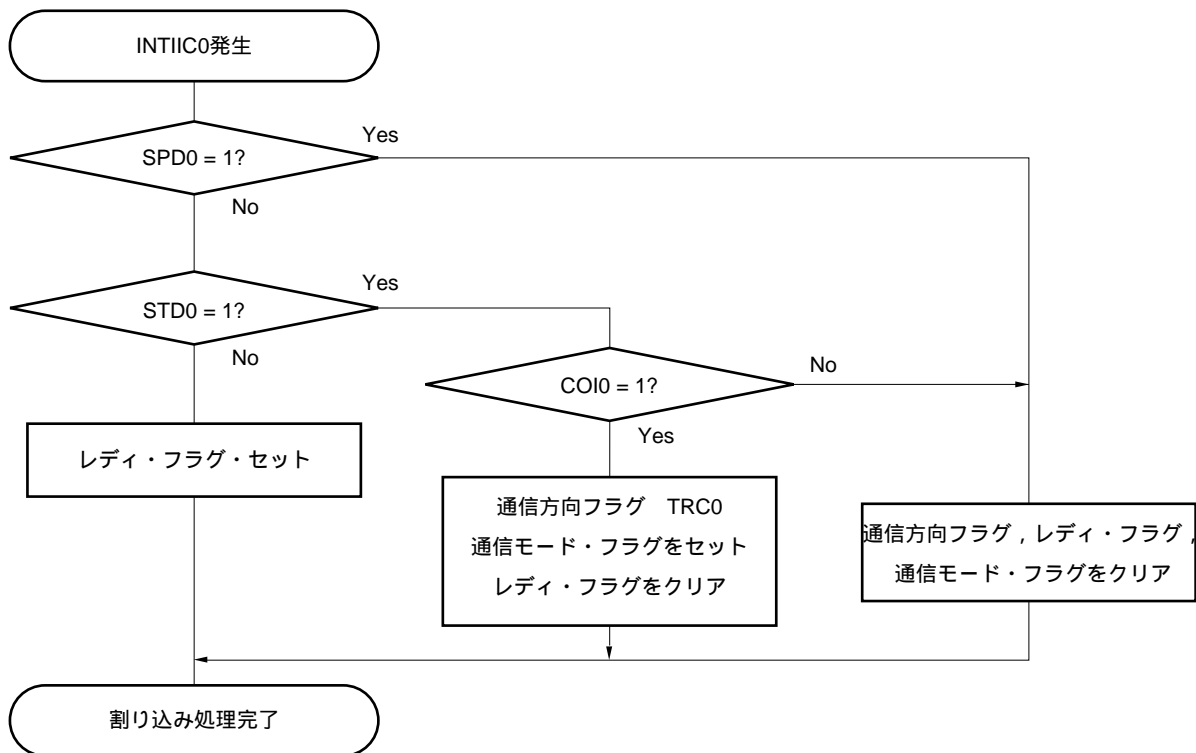 INTIIC0発生
SPD0 = 1?
Yes
No
STD0 = 1?
Yes
No
COI0 = 1?
No
Yes
レディ・フラグ・セット
通信方向フラグ　TRC0
通信モード・フラグをセット
レディ・フラグをクリア
通信方向フラグ，レディ・フラグ，
通信モード・フラグをクリア
割り込み処理完了